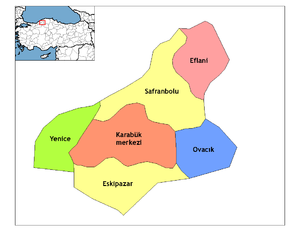 Eflani
Safranbolu
Yenice
Karabük
merkezi
Ovacık
Eskipazar